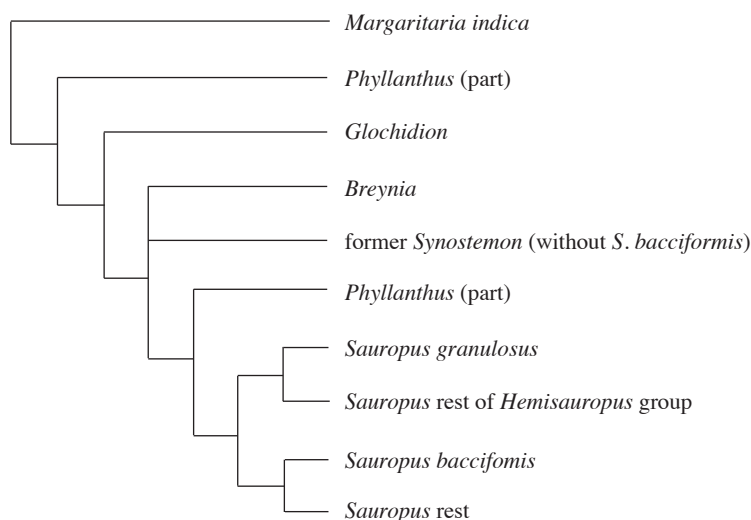 Margaritaria indica
Phyllanthus (part)
Glochidion
Breynia
former Synostemon (without S. bacciformis)
Phyllanthus (part)
Sauropus granulosus
Sauropus rest of Hemisauropus group
Sauropus baccifomis
Sauropus rest